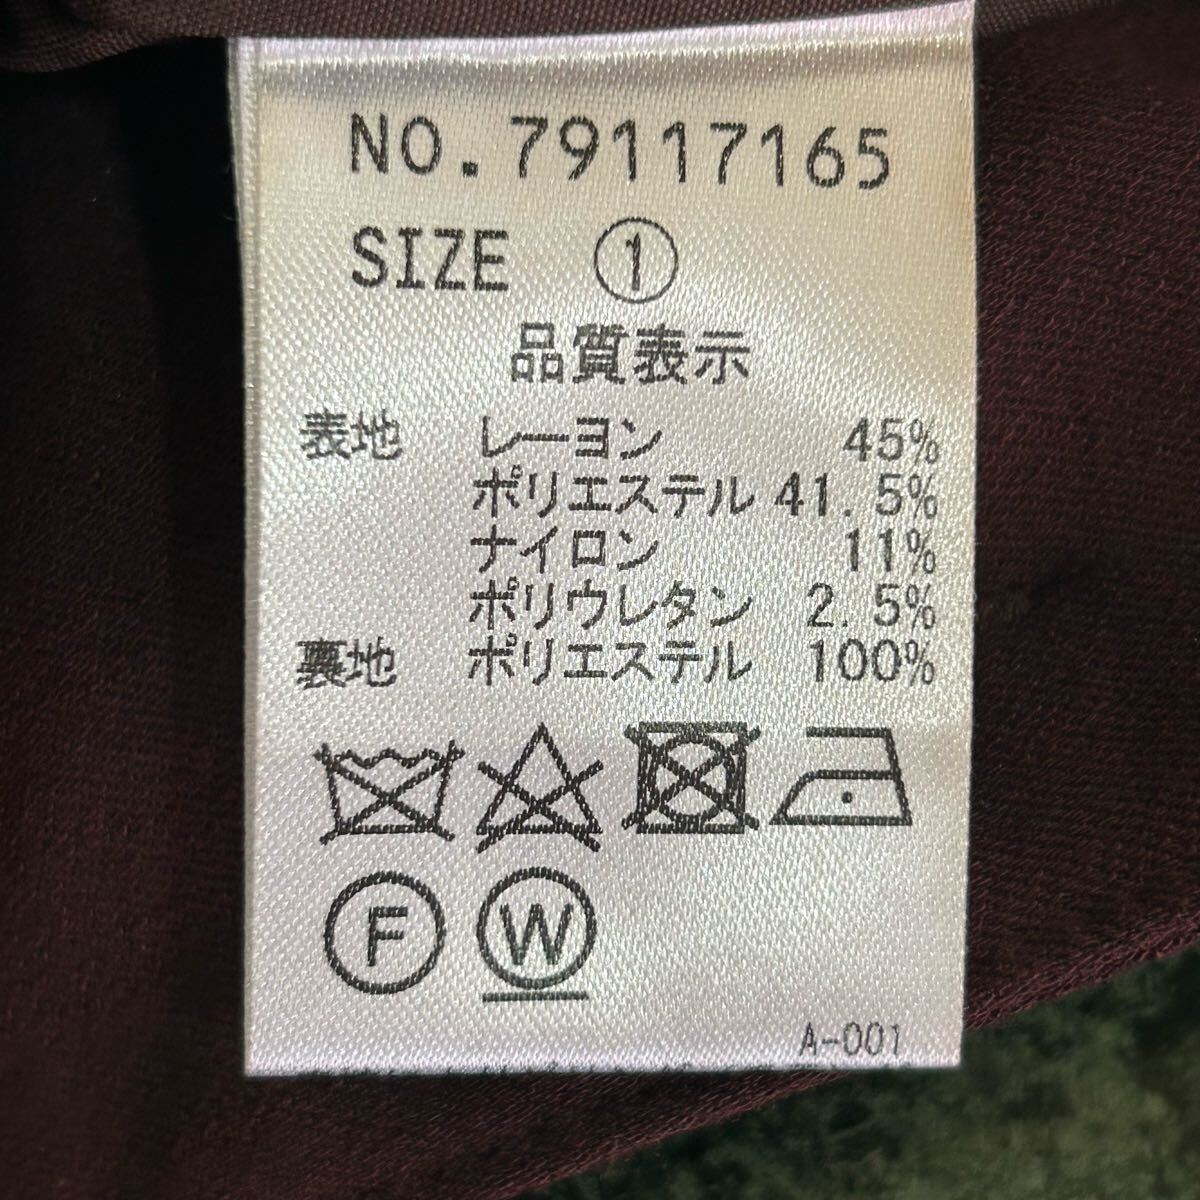 NO.79117165
SIZE ①
品質表示
表地 レーヨン 45%
ポリエステル 41.5%
ナイロン 11%
ポリウレタン 2.5%
裏地 ポリエステル 100%
F W
A-001